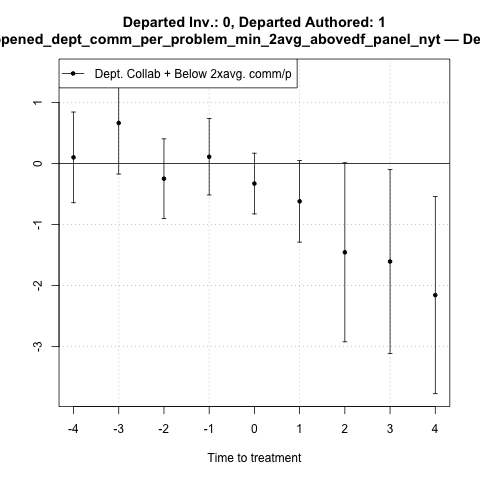 Departed Inv.: 0, Departed Authored: 1
opened_dept_comm_per_problem_min_2avg_abovedf_panel_nyt — De
Dept. Collab + Below 2xavg. comm/p
1
0
-1
-2
-3
-4 -3 -2 -1 0 1 2 3 4
Time to treatment